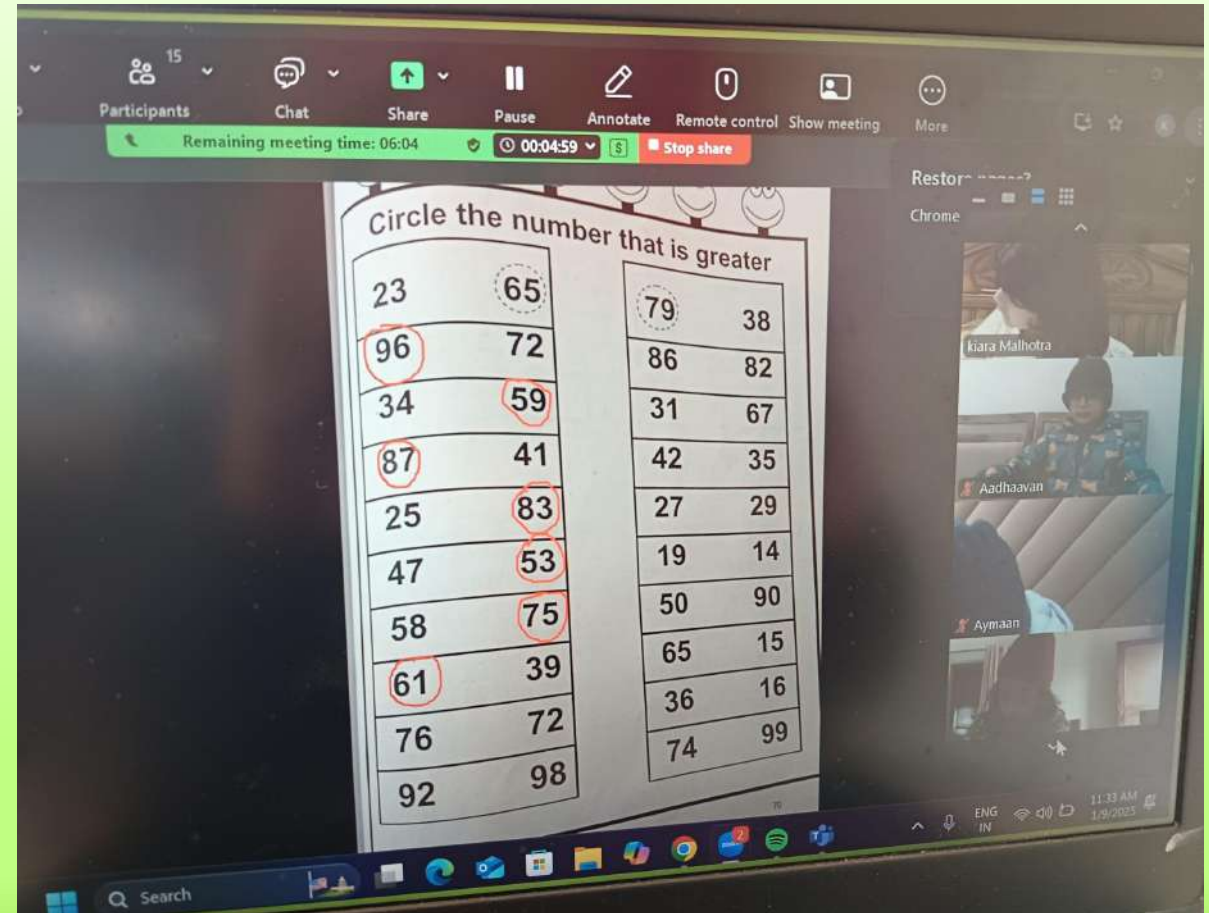 15
Participants
Chat
Share
Pause
Annotate
Remote control
Show meeting
More
Remaining meeting time: 06:04
00:04:59
$
Stop share
Chrome
Circle the number that is greater
23 65
96 72
34 59
87 41
25 83
47 53
58 75
61 39
76 72
92 98
79 38
86 82
31 67
42 35
27 29
19 14
50 90
65 15
36 16
74 99
kiara Malhotra
Aadhaavan
Aymaan
Search
2
ENG
IN
11:33 AM
1/9/2025